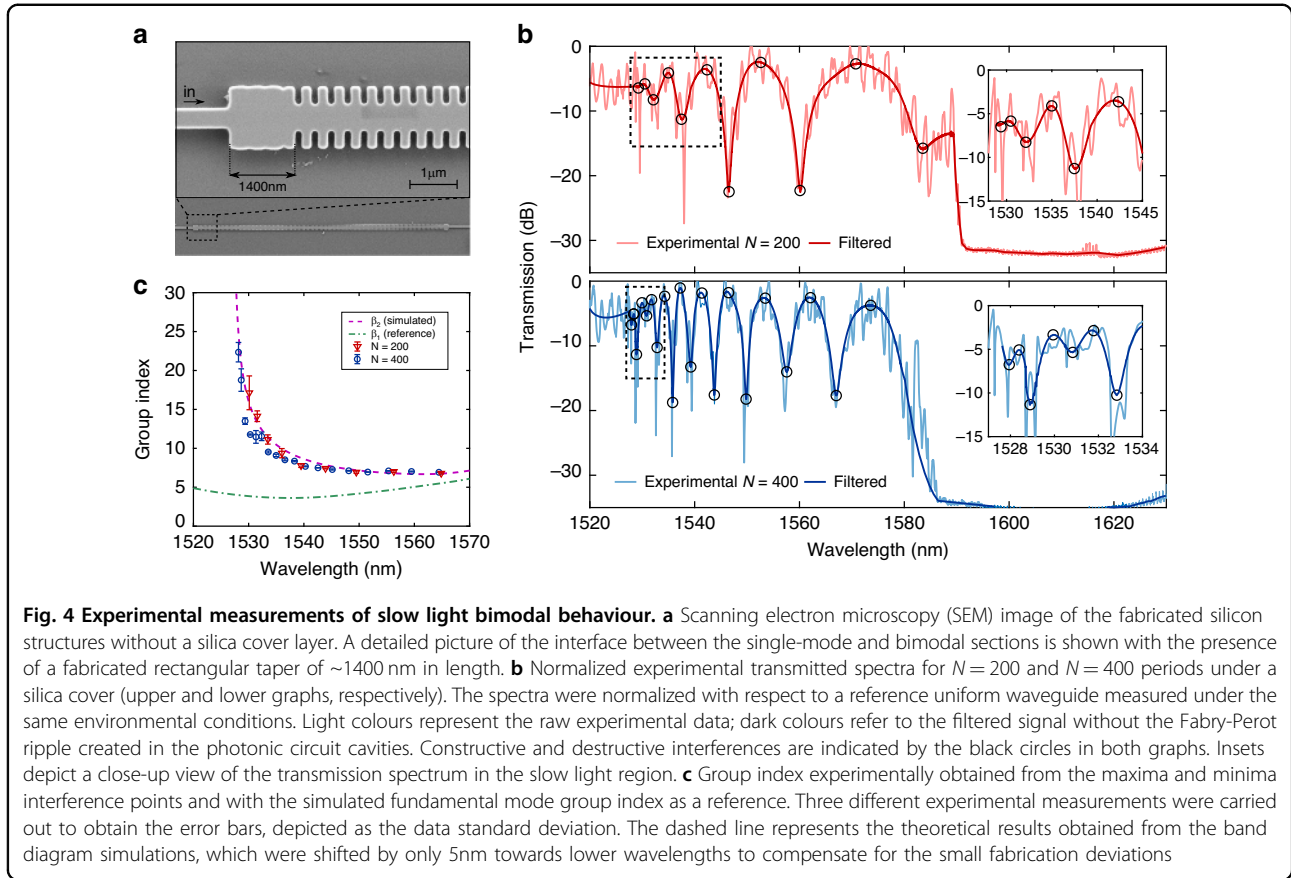 a
in
1400nm
1µm
b
0
−10
−20
−30
Experimental N = 200
Filtered
0
−5
−10
−15
1530
1535
1540
1545
Transmission (dB)
0
−10
−20
−30
Experimental N = 400
Filtered
0
−5
−10
−15
1528
1530
1532
1534
1520
1540
1560
1580
1600
1620
Wavelength (nm)
c
30
25
20
15
10
5
0
Group index
β2 (simulated)
β1 (reference)
N = 200
N = 400
1520
1530
1540
1550
1560
1570
Wavelength (nm)
Fig. 4 Experimental measurements of slow light bimodal behaviour. a Scanning electron microscopy (SEM) image of the fabricated silicon
structures without a silica cover layer. A detailed picture of the interface between the single-mode and bimodal sections is shown with the presence
of a fabricated rectangular taper of ~1400 nm in length. b Normalized experimental transmitted spectra for N = 200 and N = 400 periods under a
silica cover (upper and lower graphs, respectively). The spectra were normalized with respect to a reference uniform waveguide measured under the
same environmental conditions. Light colours represent the raw experimental data; dark colours refer to the filtered signal without the Fabry-Perot
ripple created in the photonic circuit cavities. Constructive and destructive interferences are indicated by the black circles in both graphs. Insets
depict a close-up view of the transmission spectrum in the slow light region. c Group index experimentally obtained from the maxima and minima
interference points and with the simulated fundamental mode group index as a reference. Three different experimental measurements were carried
out to obtain the error bars, depicted as the data standard deviation. The dashed line represents the theoretical results obtained from the band
diagram simulations, which were shifted by only 5nm towards lower wavelengths to compensate for the small fabrication deviations